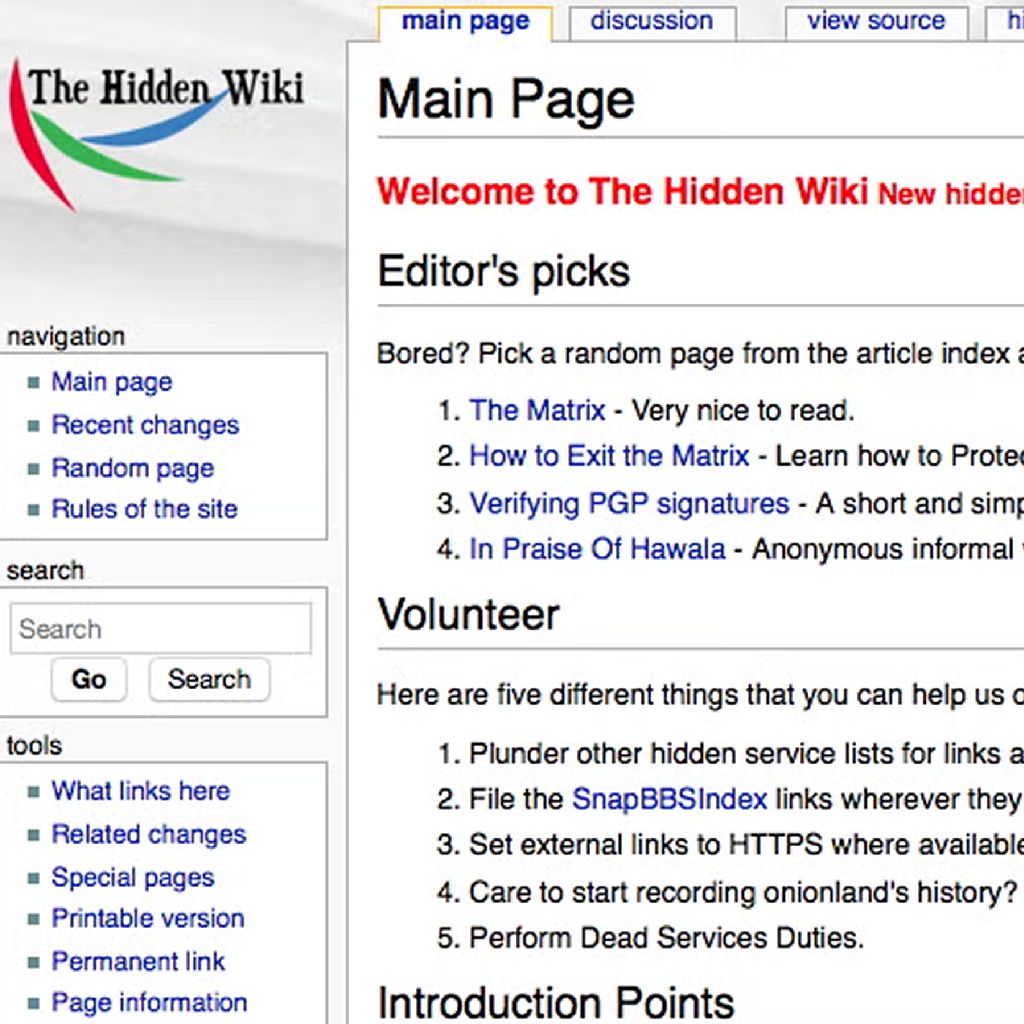 main page
discussion
view source
The Hidden Wiki
Main Page
Welcome to The Hidden Wiki New
Editor's picks
navigation
Bored? Pick a random page from the article index
Main page
1. The Matrix - Very nice to read.
Recent changes
2. How to Exit the Matrix - Learn how to
Random page
3. Verifying PGP signatures - A short and
Rules of the site
4. In Praise Of Hawala - Anonymous informal
search
Volunteer
Search
Go Search
Here are five different things that you can help us
tools
1. Plunder other hidden service lists for links
What links here
2. File the SnapBBSIndex links wherever they
Related changes
3. Set external links to HTTPS where available
Special pages
4. Care to start recording onionland's history?
Printable version
5. Perform Dead Services Duties.
Permanent link
Page information
Introduction Points